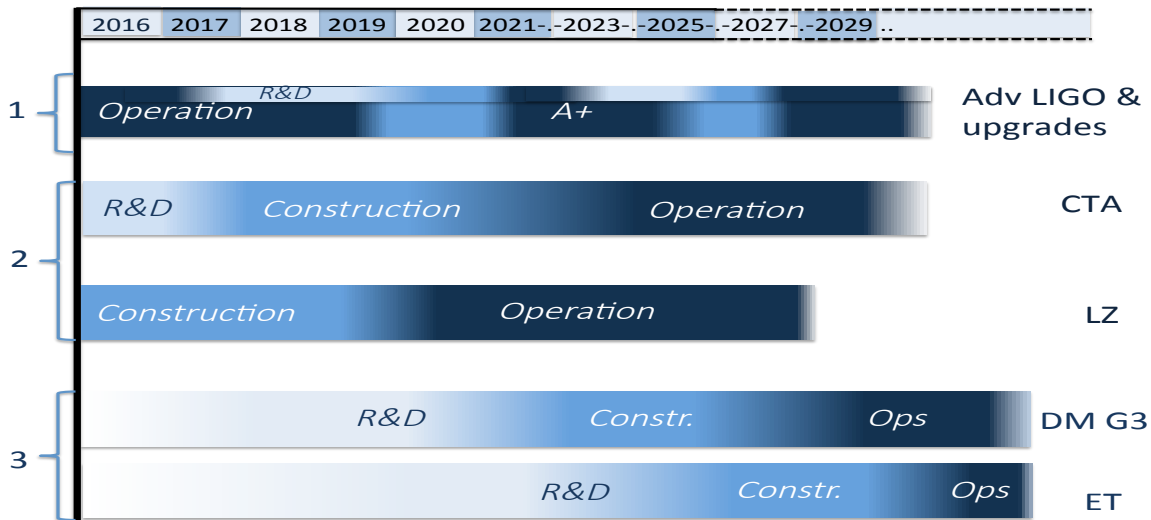 2016 2017 2018 2019 2020 2021-.-2023-.-2025-.-2027-.-2029 ..
R&D
1 Operation A+ Adv LIGO &
upgrades
R&D Construction Operation CTA
2
Construction Operation LZ
R&D Constr. Ops DM G3
3
R&D Constr. Ops ET